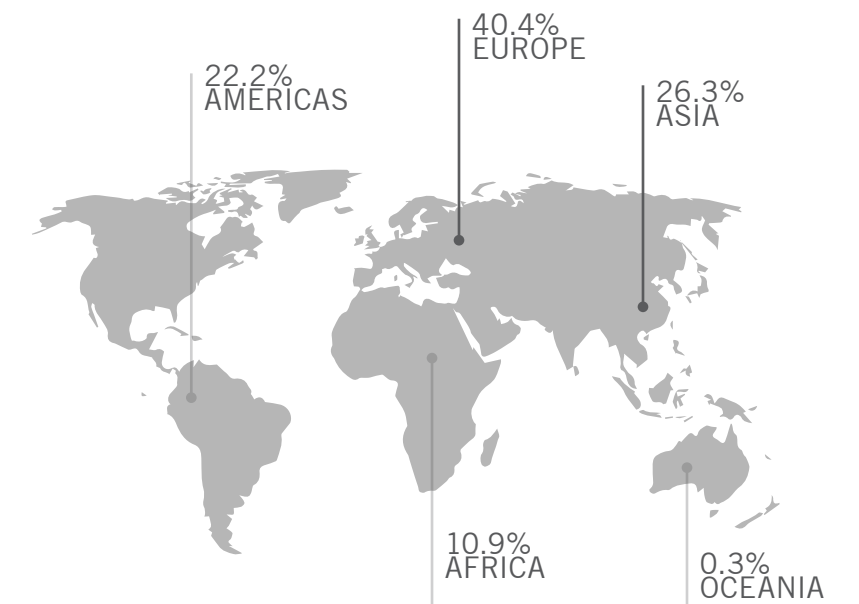 40.4%
EUROPE
22.2%
AMERICAS
26.3%
ASIA
10.9%
AFRICA
0.3%
OCEANIA